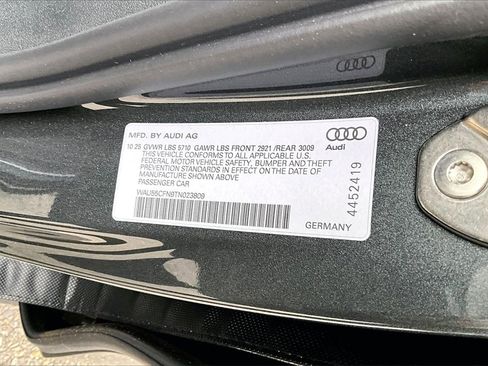 MFD. BY AUDI AG
10 25 GVWR LBS 5710 GAWR LBS FRONT 2921 /REAR 3009
THIS VEHICLE CONFORMS TO ALL APPLICABLE U.S.
FEDERAL MOTOR VEHICLE SAFETY, BUMPER AND THEFT
PREVENTION STANDARDS IN EFFECT ON THE DATE OF
MANUFACTURE SHOWN ABOVE
PASSENGER CAR
WAU55CFN9TN023809
GERMANY
Audi
4452419